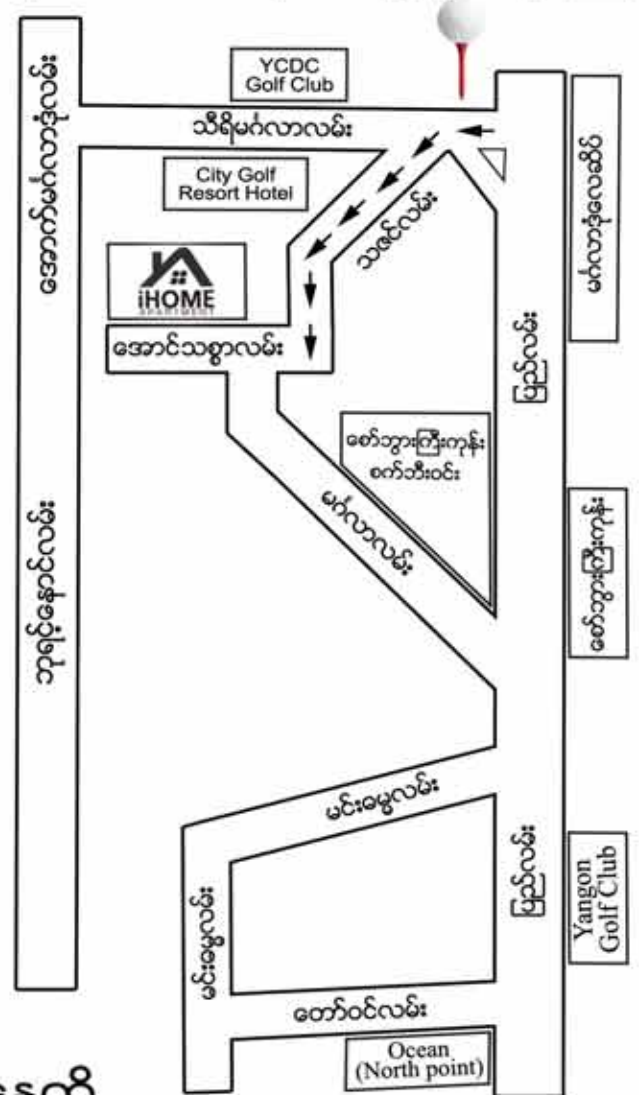 YCDC
Golf Club
သီရိမင်္ဂလာလမ်း
City Golf
Resort Hotel
iHOME
APARTMENT
သဇင်လမ်း
အောင်သစ္စာလမ်း
အောက်မင်္ဂလာဒုံလမ်း
မင်္ဂလာဒုံလေဆိပ်
ပြည်လမ်း
စော်ဘွားကြီးကုန်း
စက်ဘီးဝင်း
မင်္ဂလာလမ်း
ဘုရင့်နောင်လမ်း
စော်ဘွားကြီးကုန်း
မင်းဓမ္မလမ်း
ပြည်လမ်း
Yangon
Golf Club
မင်းဓမ္မလမ်း
တော်ဝင်လမ်း
Ocean
(North point)